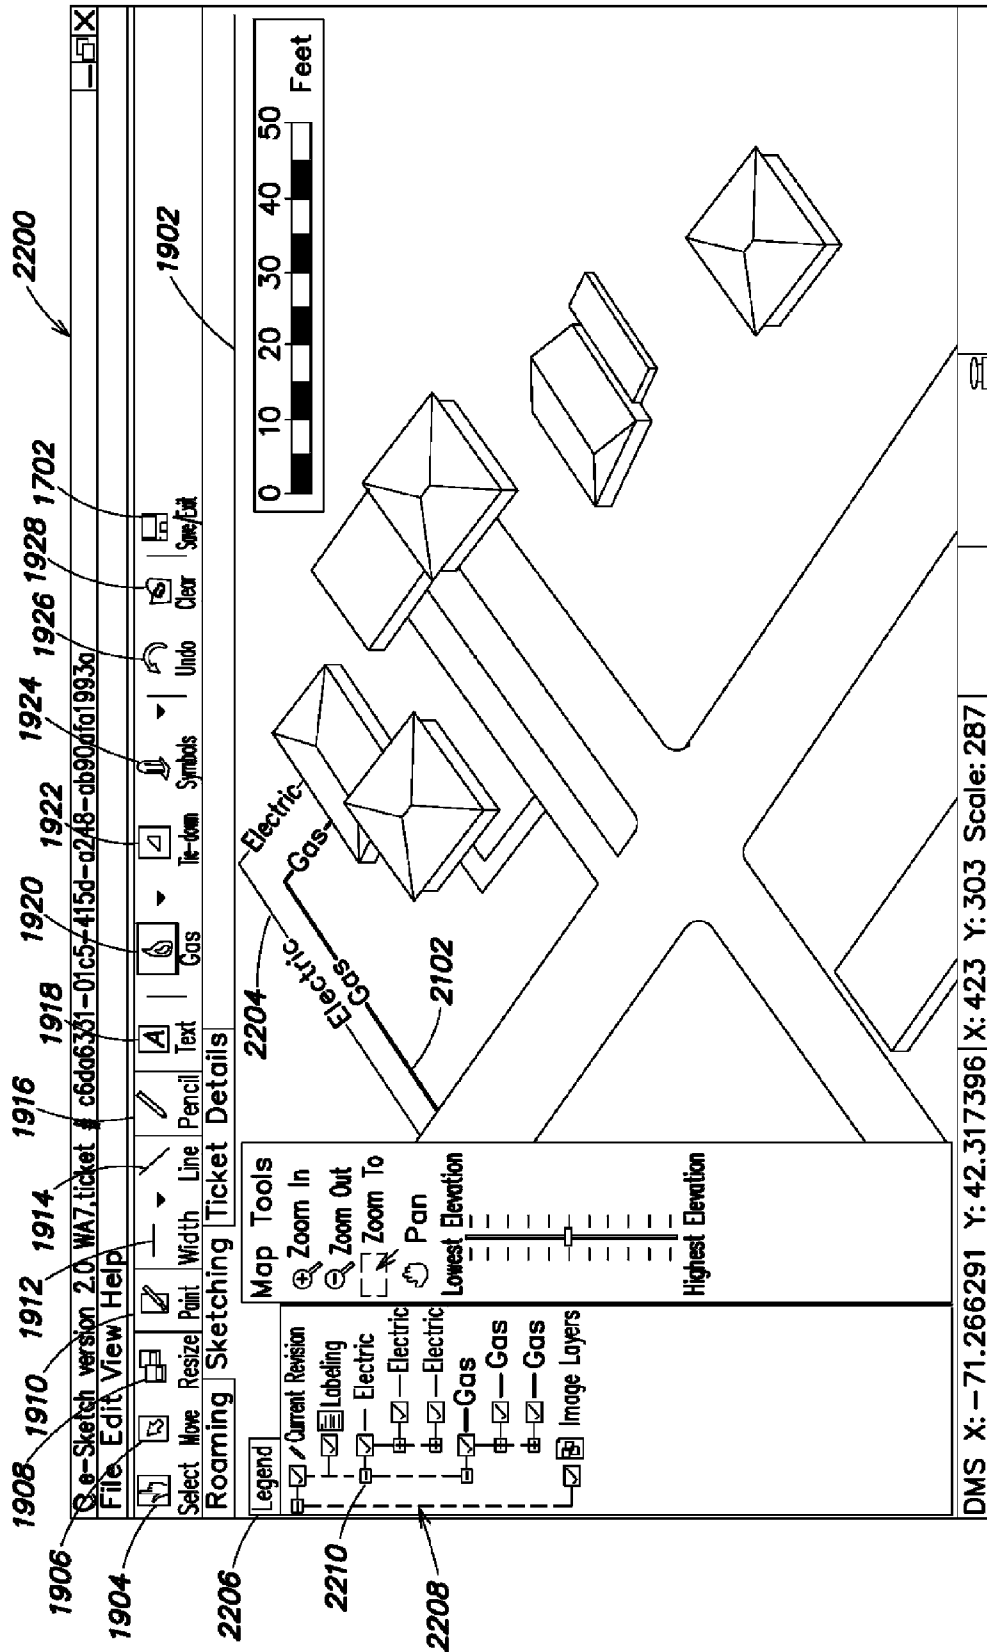 2200
1902
1908
1910
1912
1914
1916
1918
1920
1922
1924
1926
1928
1702
1906
1904
e-Sketch version 2.0 WA7.ticket # c6da6331-01c5-415d-a248-ab90dfa1993a
File Edit View Help
Select Move Resize Paint Width Line Pencil Text Gas Tie-down Symbols Undo Clear Save/Exit
Roaming Sketching Ticket Details
2206
2210
2208
2204
2102
Legend
Current Revision
Labeling
Electric
Electric
Electric
Gas
Gas
Gas
Image Layers
Map Tools
Zoom In
Zoom Out
Zoom To
Pan
Lowest Elevation
Highest Elevation
Electric
Electric
Gas
Gas
0 10 20 30 40 50
Feet
DMS X: -71.266291 Y: 42.317396 X: 423 Y: 303 Scale: 287